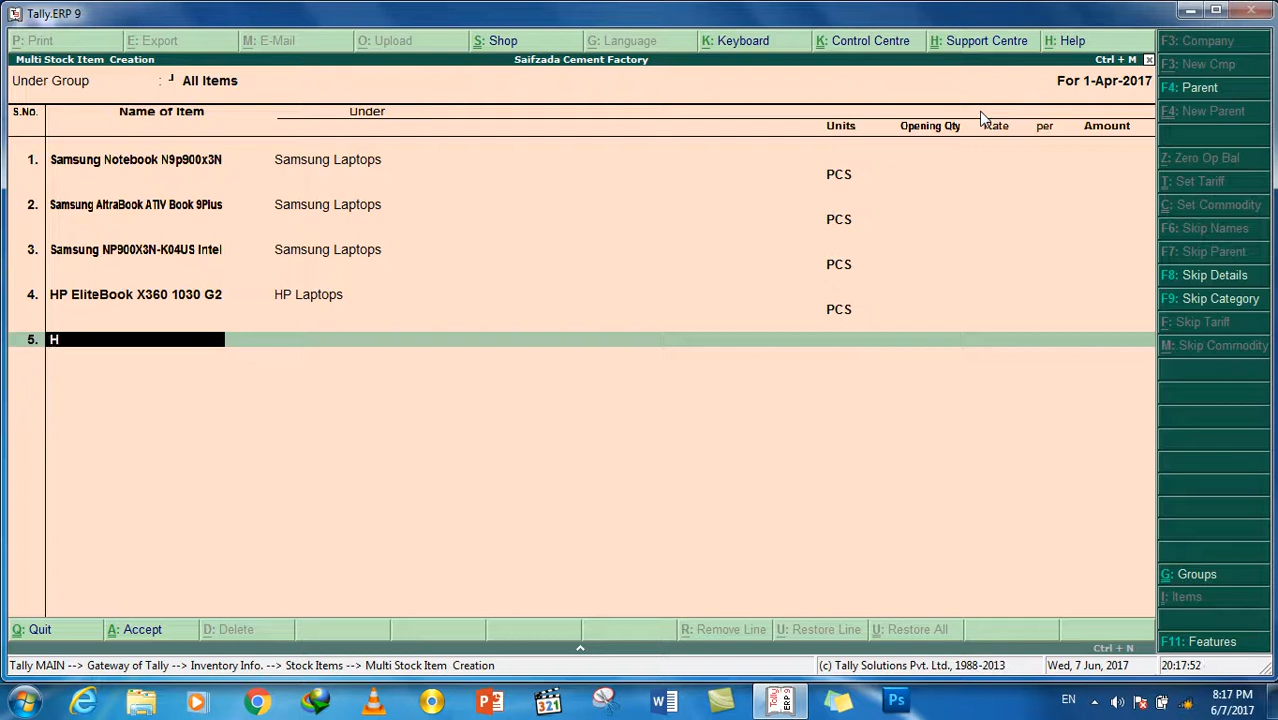 Tally.ERP 9
P: Print E: Export M: E-Mail O: Upload S: Shop G: Language K: Keyboard K: Control Centre H: Support Centre H: Help
Multi Stock Item Creation Saifzada Cement Factory Ctrl + M
Under Group : ┘ All Items For 1-Apr-2017
S.No. Name of Item Under
Units Opening Qty Rate per Amount
1. Samsung Notebook N9p900x3N Samsung Laptops
PCS
2. Samsung AltraBook ATIV Book 9Plus Samsung Laptops
PCS
3. Samsung NP900X3N-K04US Intel Samsung Laptops
PCS
4. HP EliteBook X360 1030 G2 HP Laptops
PCS
5. H
F3: Company
F3: New Cmp
F4: Parent
F4: New Parent
Z: Zero Op Bal
T: Set Tariff
C: Set Commodity
F6: Skip Names
F7: Skip Parent
F8: Skip Details
F9: Skip Category
F: Skip Tariff
M: Skip Commodity
G: Groups
I: Items
F11: Features
Q: Quit A: Accept D: Delete R: Remove Line U: Restore Line U: Restore All
Ctrl + N
Tally MAIN --> Gateway of Tally --> Inventory Info. --> Stock Items --> Multi Stock Item Creation (c) Tally Solutions Pvt. Ltd., 1988-2013 Wed, 7 Jun, 2017 20:17:52
321 Tally ERP 9 Ps EN 8:17 PM
6/7/2017